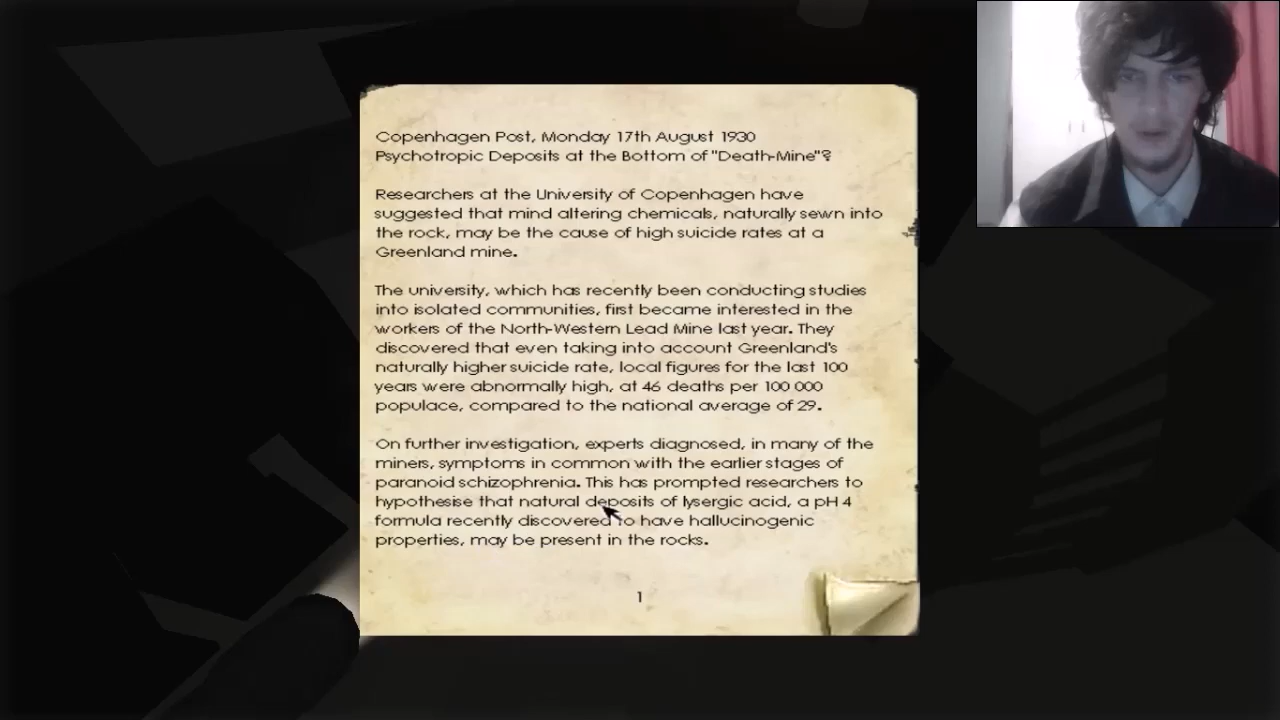 Copenhagen Post, Monday 17th August 1930
Psychotropic Deposits at the Bottom of "Death-Mine"?
Researchers at the University of Copenhagen have
suggested that mind altering chemicals, naturally sewn into
the rock, may be the cause of high suicide rates at a
Greenland mine.
The university, which has recently been conducting studies
into isolated communities, first became interested in the
workers of the North-Western Lead Mine last year. They
discovered that even taking into account Greenland's
naturally higher suicide rate, local figures for the last 100
years were abnormally high, at 46 deaths per 100 000
populace, compared to the national average of 29.
On further investigation, experts diagnosed, in many of the
miners, symptoms in common with the earlier stages of
paranoid schizophrenia. This has prompted researchers to
hypothesise that natural deposits of lysergic acid, a pH 4
formula recently discovered to have hallucinogenic
properties, may be present in the rocks.
1